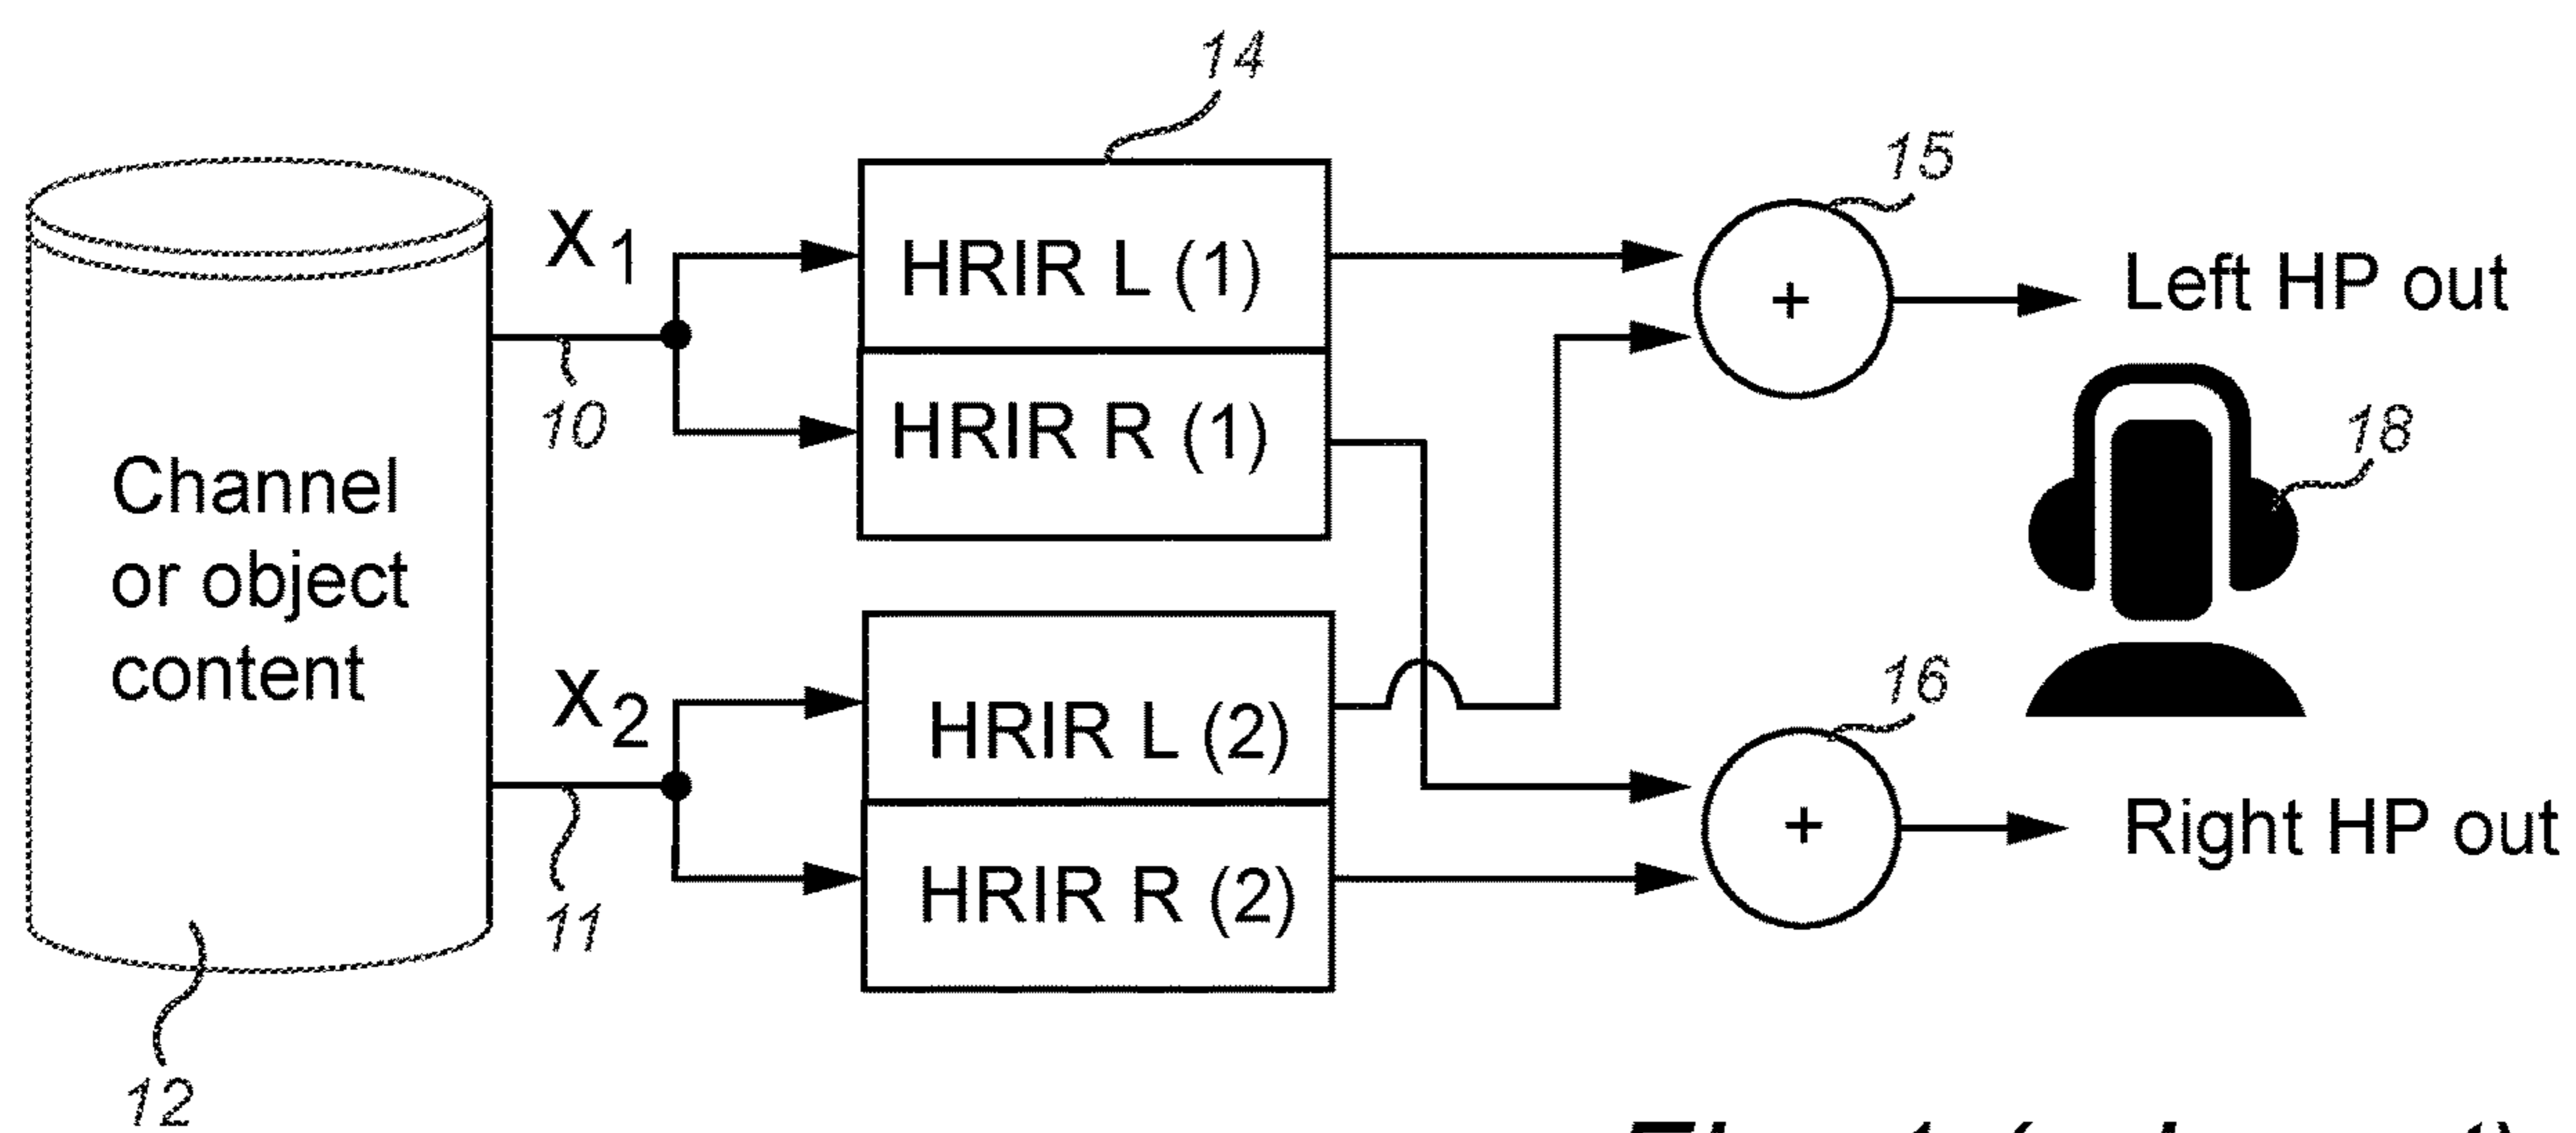 14
15
X1
HRIR L (1)
Left HP out
10
HRIR R (1)
18
Channel
or object
content
X2
HRIR L (2)
16
11
HRIR R (2)
Right HP out
12